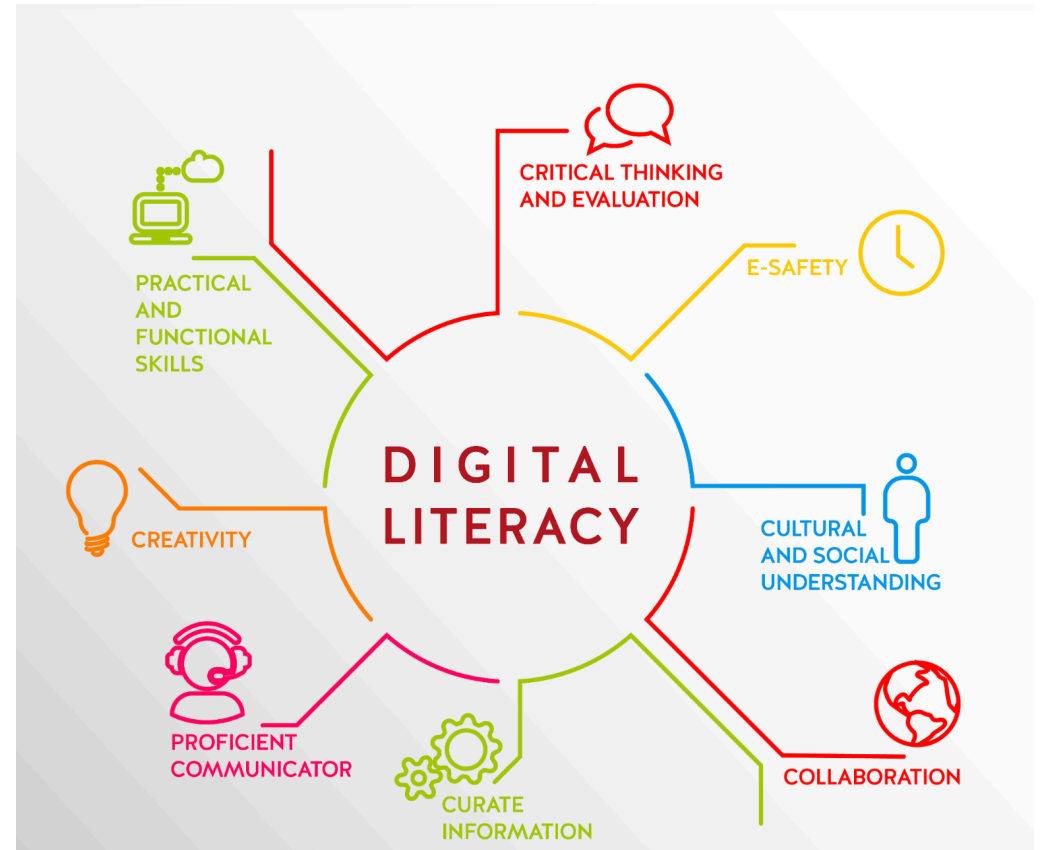 CRITICAL THINKING
AND EVALUATION
E-SAFETY
PRACTICAL
AND
FUNCTIONAL
SKILLS
DIGITAL
LITERACY
CREATIVITY
CULTURAL
AND SOCIAL
UNDERSTANDING
PROFICIENT
COMMUNICATOR
CURATE
INFORMATION
COLLABORATION